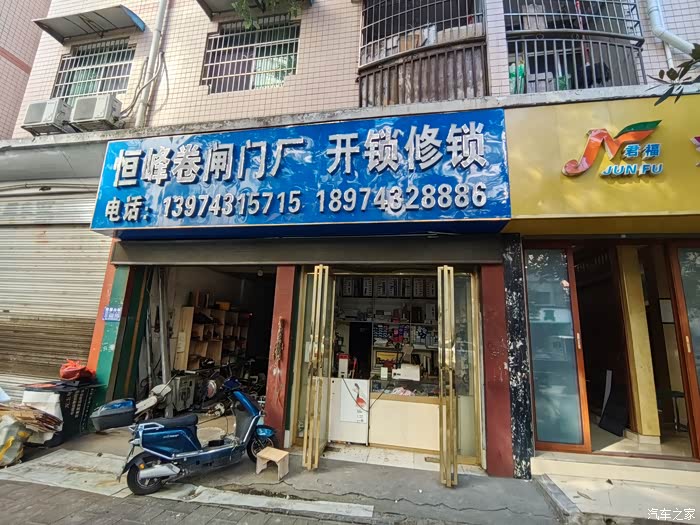 恒峰卷闸门厂 开锁修锁
电话：13974315715 18974328886
君福
JUN FU
汽车之家